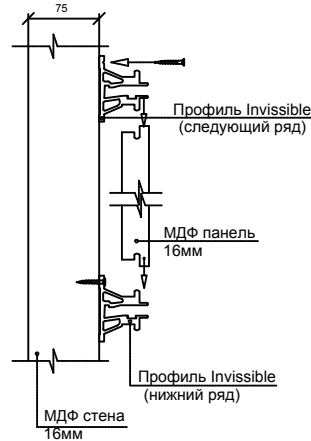 75
Профиль Invissible
(следующий ряд)
МДФ панель
16мм
Профиль Invissible
(нижний ряд)
МДФ стена
16мм